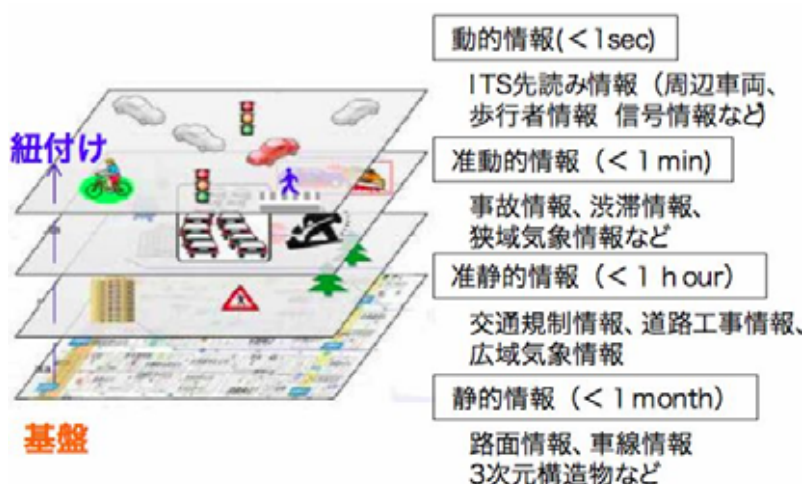 動的情報(<1sec)
ITS先読み情報（周辺車両、
歩行者情報 信号情報など)
紐付け
准動的情報（<1min)
事故情報、渋滞情報、
狭域気象情報など
准静的情報（<1hour）
交通規制情報、道路工事情報、
広域気象情報
静的情報（<1month）
基盤
路面情報、車線情報
3次元構造物など